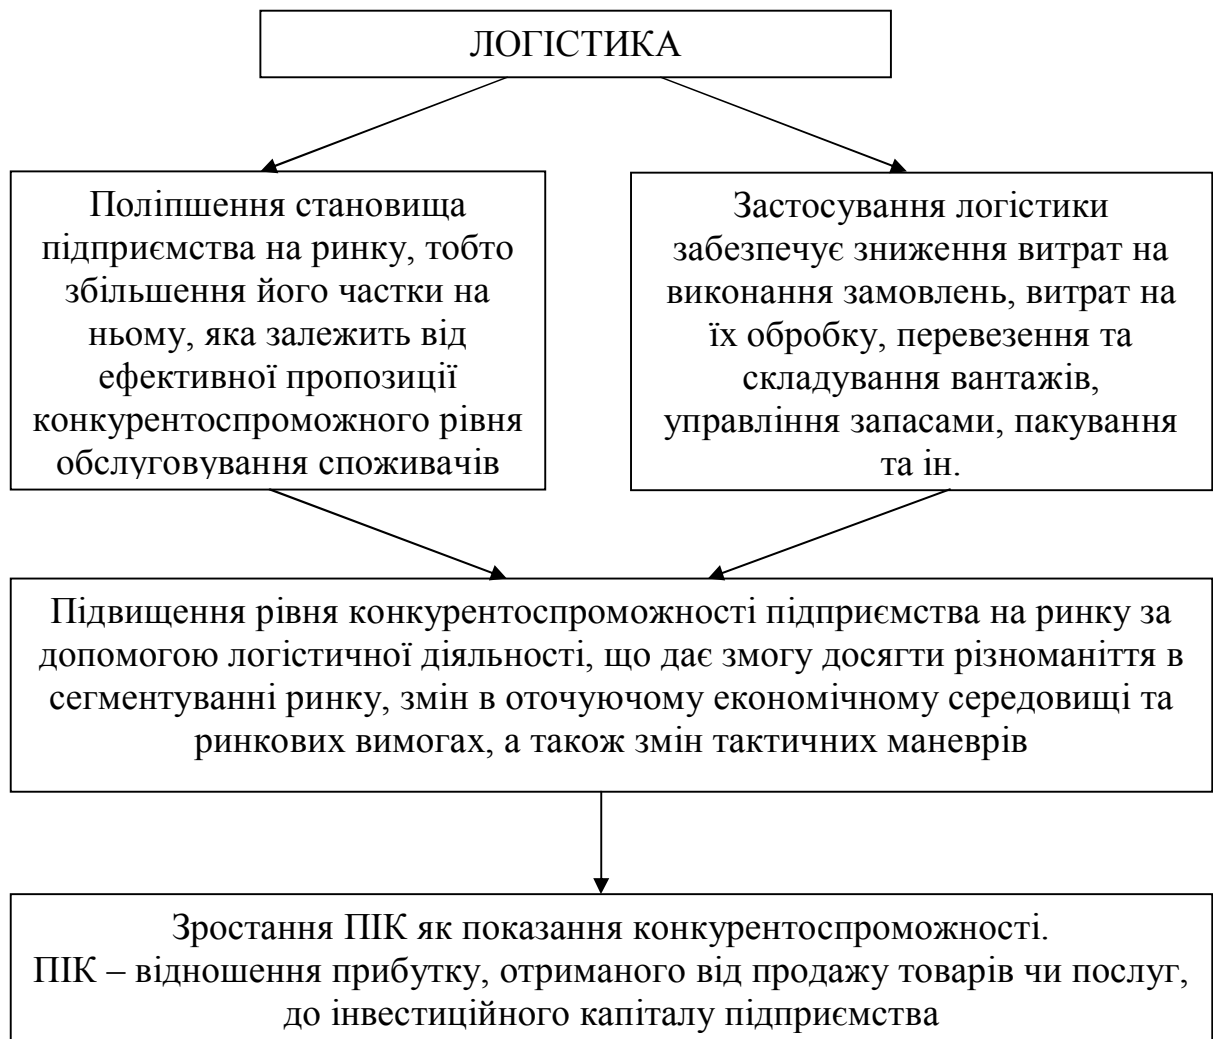 ЛОГІСТИКА
Поліпшення становища
підприємства на ринку, тобто
збільшення його частки на
ньому, яка залежить від
ефективної пропозиції
конкурентоспроможного рівня
обслуговування споживачів
Застосування логістики
забезпечує зниження витрат на
виконання замовлень, витрат на
їх обробку, перевезення та
складування вантажів,
управління запасами, пакування
та ін.
Підвищення рівня конкурентоспроможності підприємства на ринку за
допомогою логістичної діяльності, що дає змогу досягти різноманіття в
сегментуванні ринку, змін в оточуючому економічному середовищі та
ринкових вимогах, а також змін тактичних маневрів
Зростання ПІК як показання конкурентоспроможності.
ПІК – відношення прибутку, отриманого від продажу товарів чи послуг,
до інвестиційного капіталу підприємства